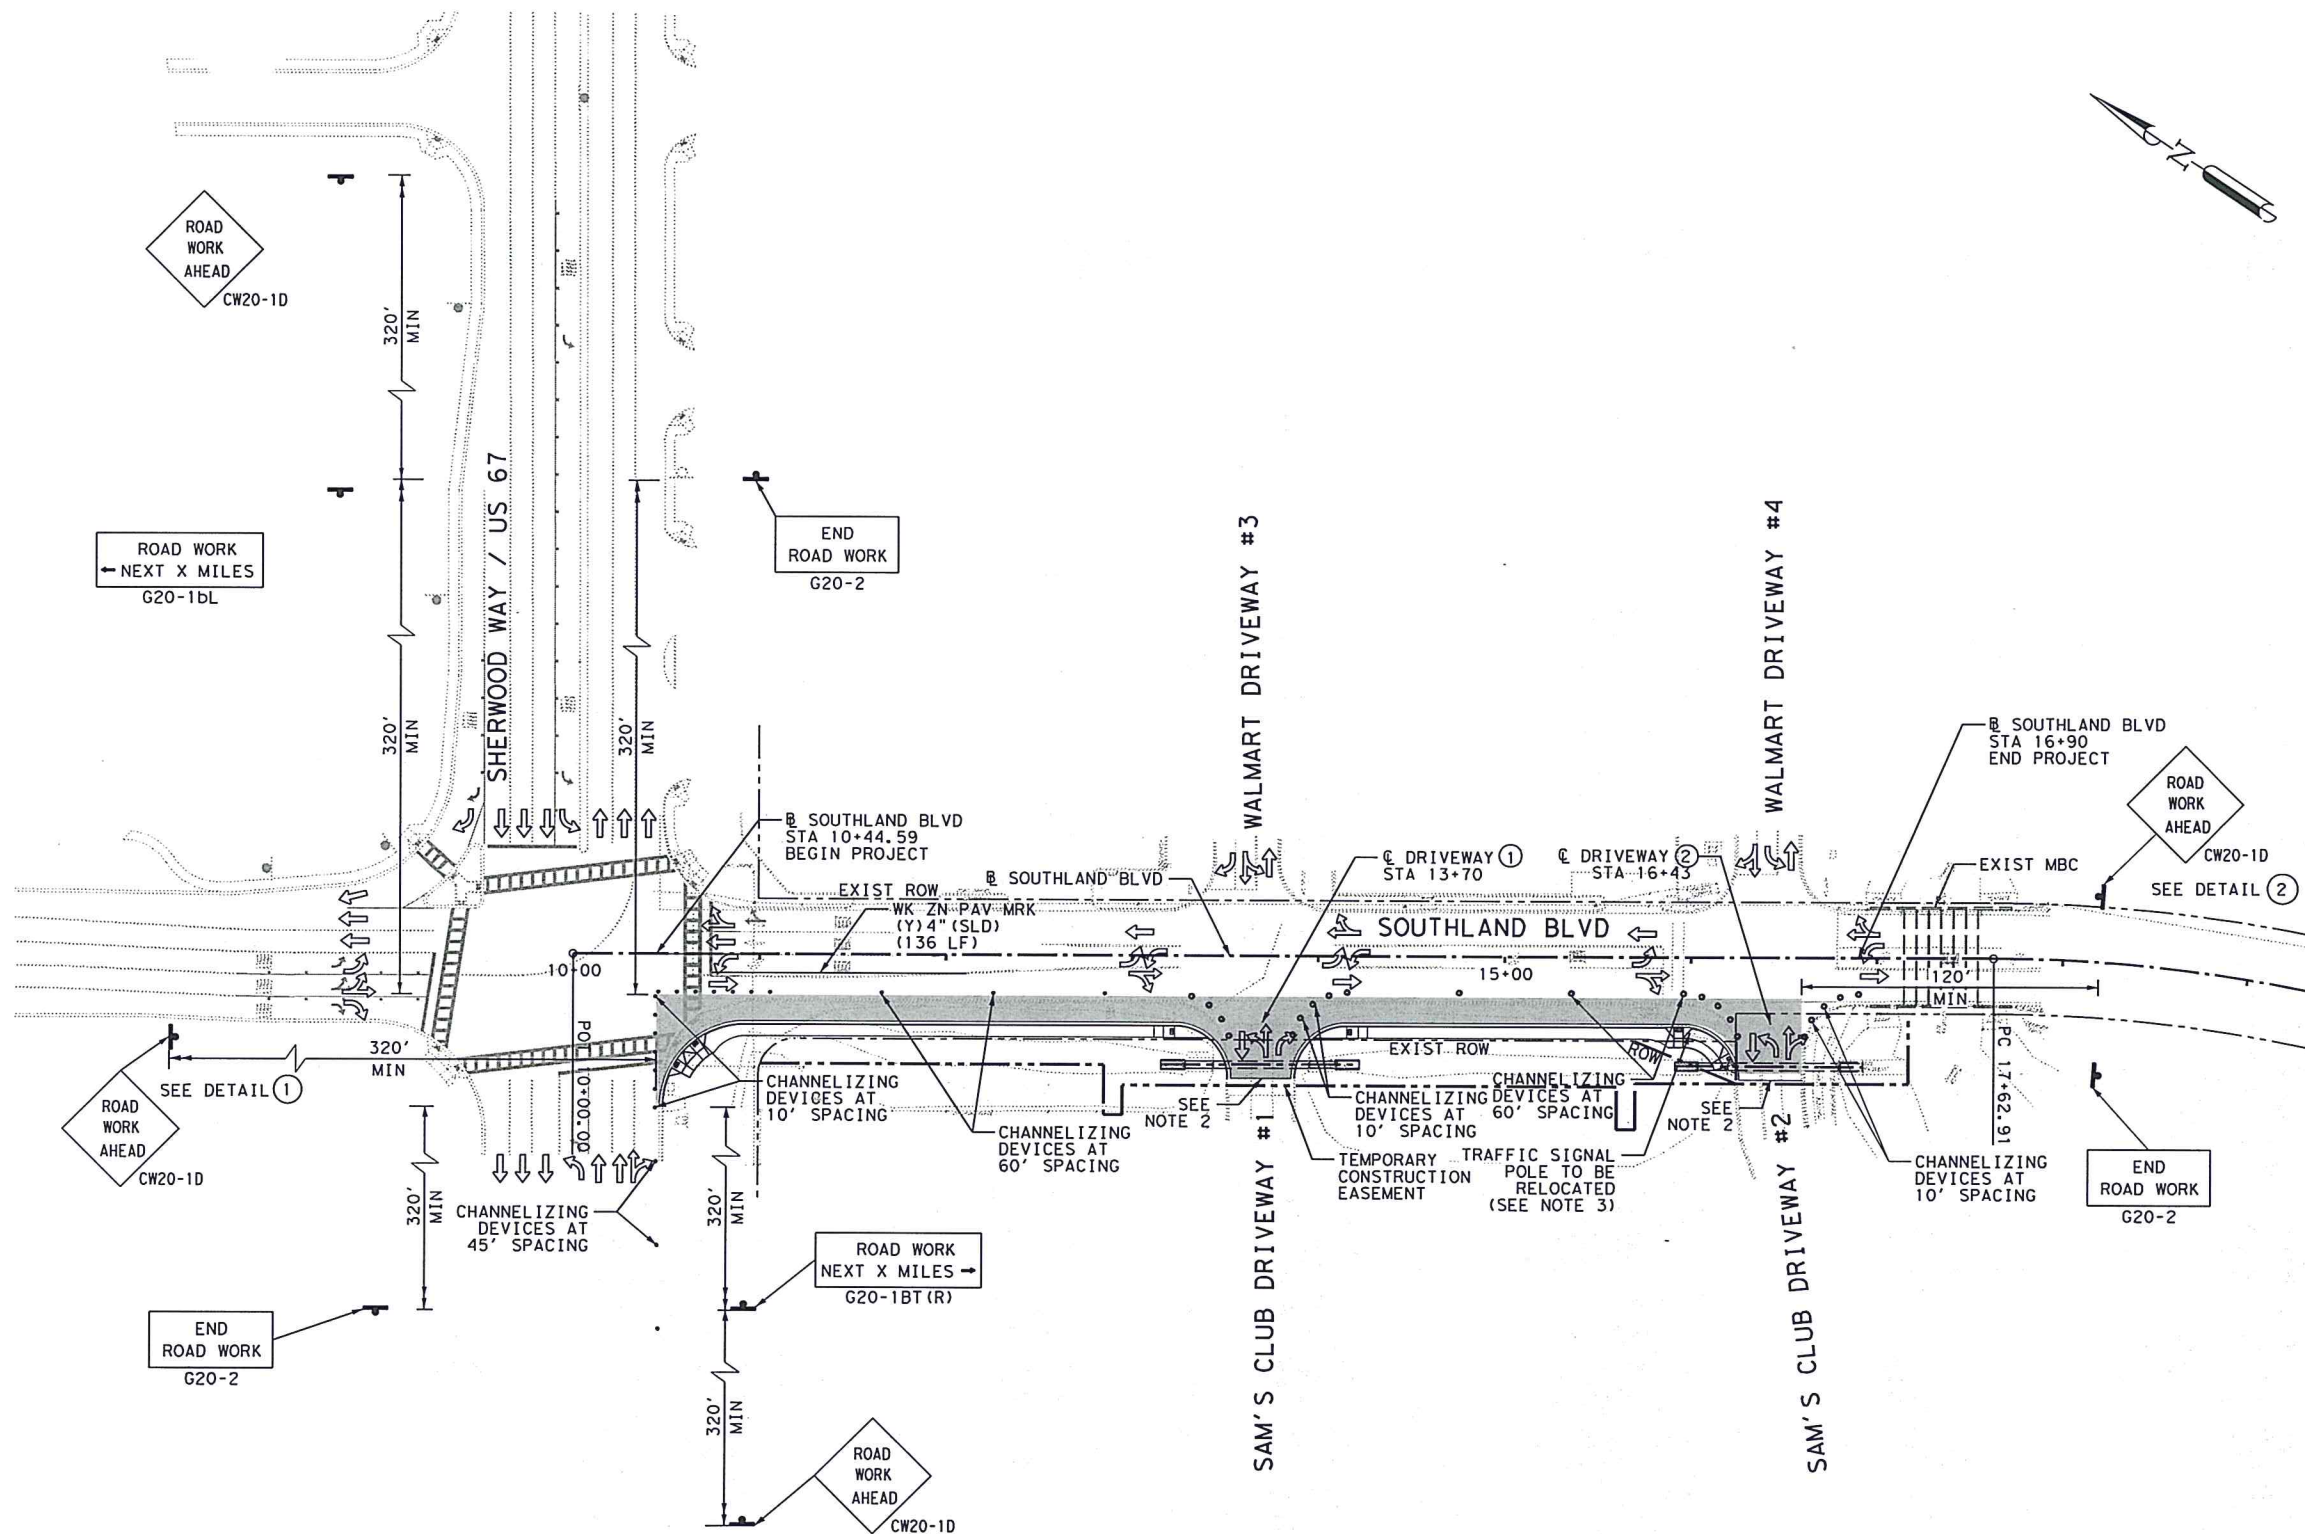 N
ROAD
WORK
AHEAD
CW20-1D
320'
MIN
ROAD WORK
← NEXT X MILES
G20-1bL
SHERWOOD WAY / US 67
320'
MIN
320'
MIN
END
ROAD WORK
G20-2
WALMART DRIVEWAY #3
WALMART DRIVEWAY #4
℄ SOUTHLAND BLVD
STA 10+44.59
BEGIN PROJECT
EXIST ROW
WK ZN PAV MRK
(Y)4"(SLD)
(136 LF)
SOUTHLAND BLVD
℄ DRIVEWAY 1
STA 13+70
℄ DRIVEWAY 2
STA 16+43
SOUTHLAND BLVD
EXIST MBC
SOUTHLAND BLVD
STA 16+90
END PROJECT
ROAD
WORK
AHEAD
CW20-1D
SEE DETAIL 2
10+00
15+00
120'
MIN
POL 10+00.00
PC 17+62.91
320'
MIN
SEE DETAIL 1
ROAD
WORK
AHEAD
CW20-1D
CHANNELIZING
DEVICES AT
10' SPACING
CHANNELIZING
DEVICES AT
60' SPACING
SEE
NOTE 2
EXIST ROW
ROW
CHANNELIZING
DEVICES AT
10' SPACING
CHANNELIZING
DEVICES AT
60' SPACING
SEE
NOTE 2
TEMPORARY
CONSTRUCTION
EASEMENT
TRAFFIC SIGNAL
POLE TO BE
RELOCATED
(SEE NOTE 3)
CHANNELIZING
DEVICES AT
10' SPACING
END
ROAD WORK
G20-2
SAM'S CLUB DRIVEWAY #1
SAM'S CLUB DRIVEWAY #2
320'
MIN
320'
MIN
CHANNELIZING
DEVICES AT
45' SPACING
ROAD WORK
NEXT X MILES →
G20-1BT(R)
END
ROAD WORK
G20-2
320'
MIN
ROAD
WORK
AHEAD
CW20-1D